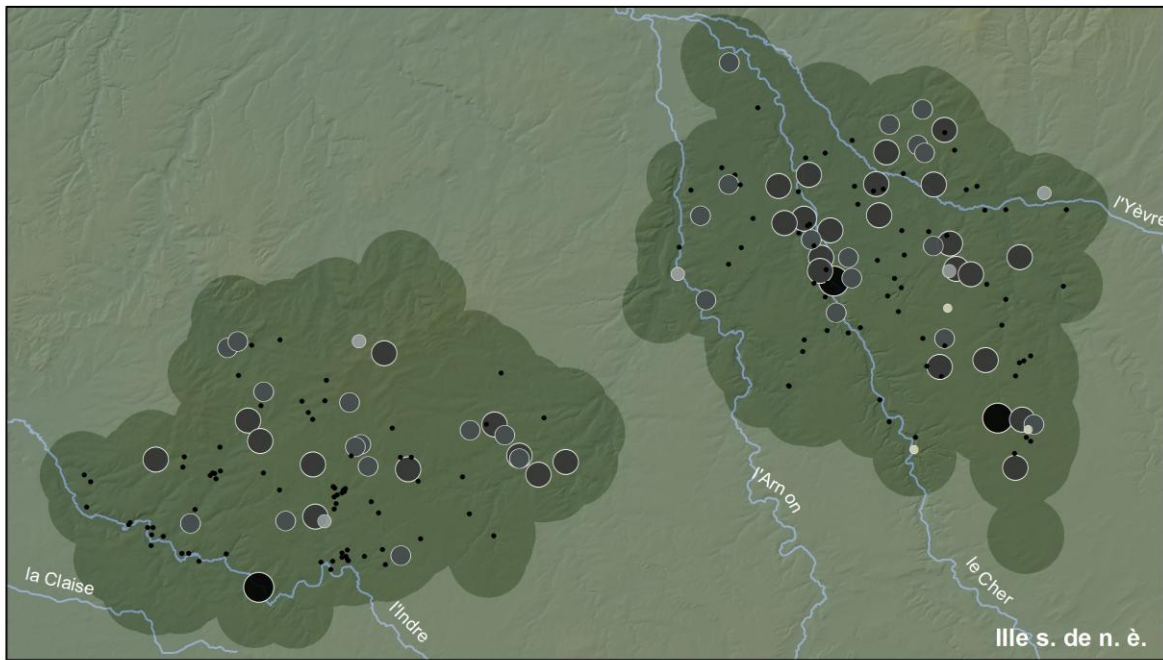 l'Yèvre
l'Arnon
la Claise
l'Indre
le Cher
IIIe s. de n. è.